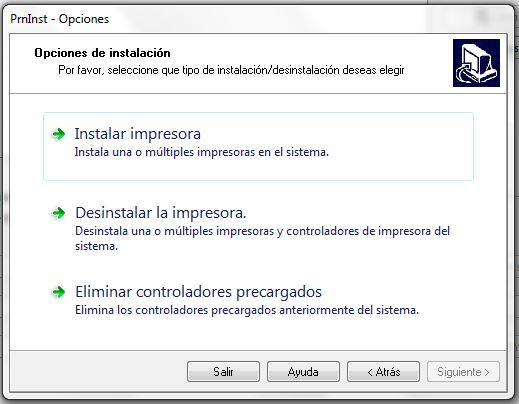 PrnInst - Opciones
Opciones de instalación
Por favor, seleccione que tipo de instalación/desinstalación deseas elegir
Instalar impresora
Instala una o múltiples impresoras en el sistema.
Desinstalar la impresora.
Desinstala una o múltiples impresoras y controladores de impresora del
sistema.
Eliminar controladores precargados
Elimina los controladores precargados anteriormente del sistema.
Salir
Ayuda
< Atrás
Siguiente >